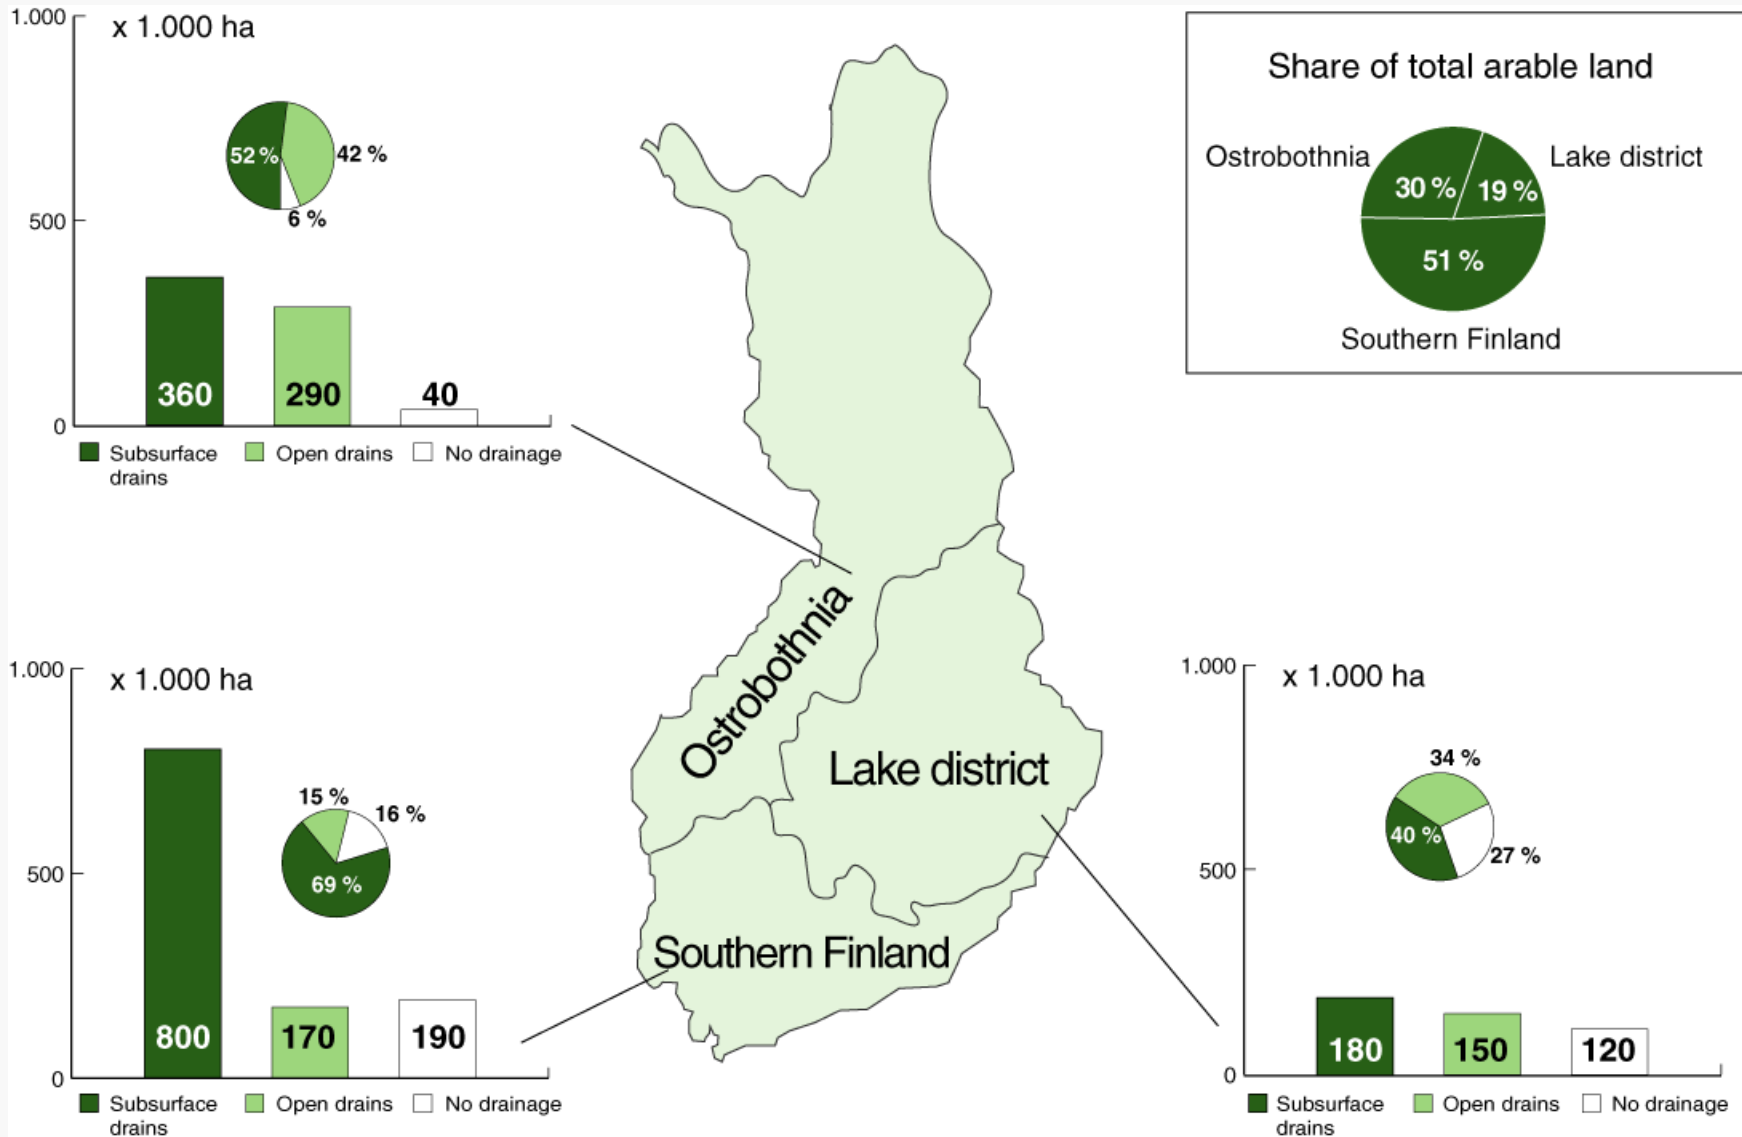 1.000
x 1.000 ha
52 %
42 %
6 %
500
360
290
40
0
Subsurface
drains
Open drains
No drainage
Share of total arable land
Ostrobothnia
Lake district
30 %
19 %
51 %
Southern Finland
Ostrobothnia
Lake district
Southern Finland
1.000
x 1.000 ha
15 %
16 %
69 %
500
800
170
190
0
Subsurface
drains
Open drains
No drainage
1.000
x 1.000 ha
34 %
40 %
27 %
500
180
150
120
0
Subsurface
drains
Open drains
No drainage